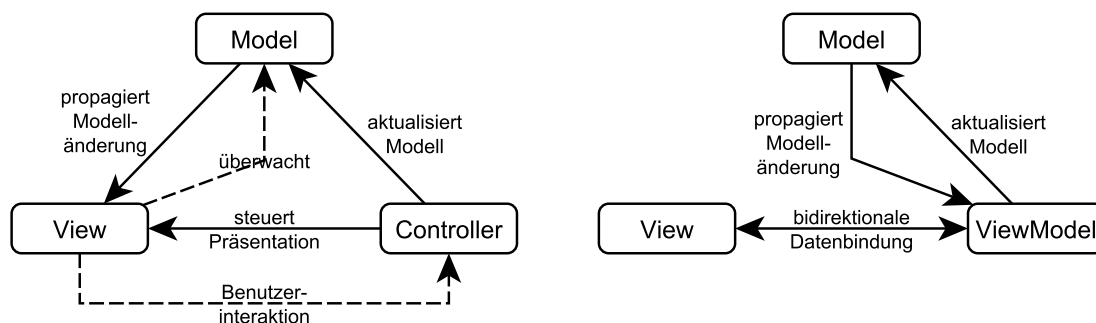 Model
propagiert
Modell-
änderung
überwacht
aktualisiert
Modell
View
steuert
Präsentation
Controller
Benutzer-
interaktion
Model
propagiert
Modell-
änderung
aktualisiert
Modell
View
bidirektionale
Datenbindung
ViewModel